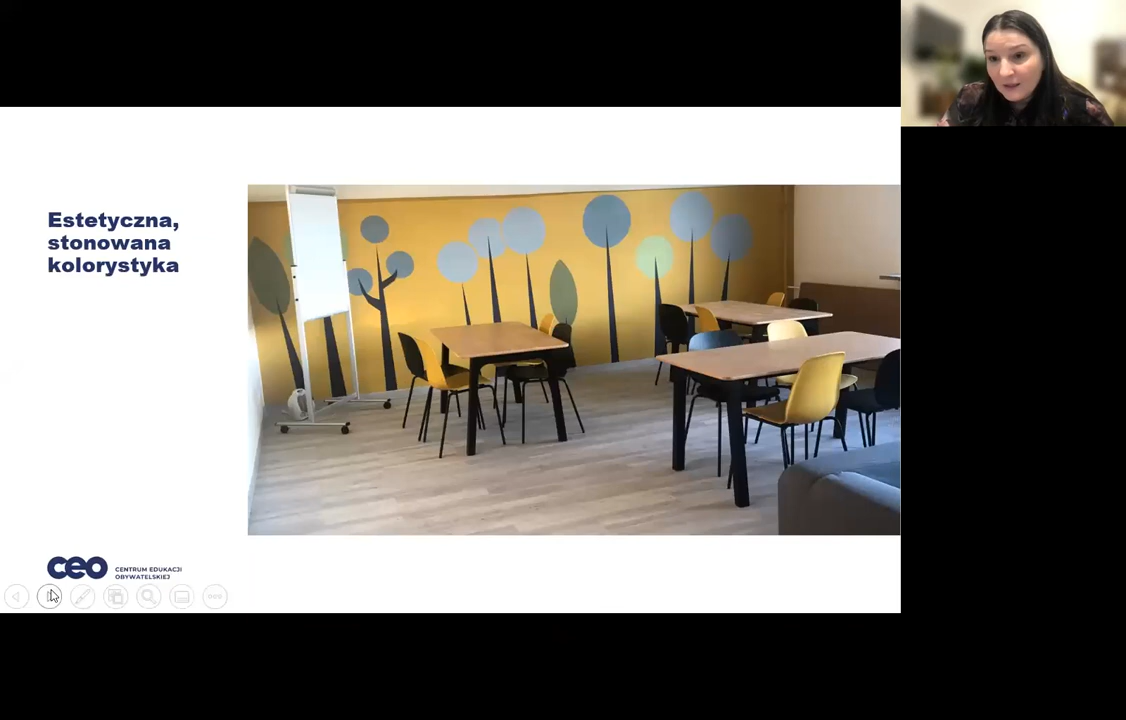 Estetyczna,
stonowana
kolorystyka
ceo
CENTRUM EDUKACJI
OBYWATELSKIEJ